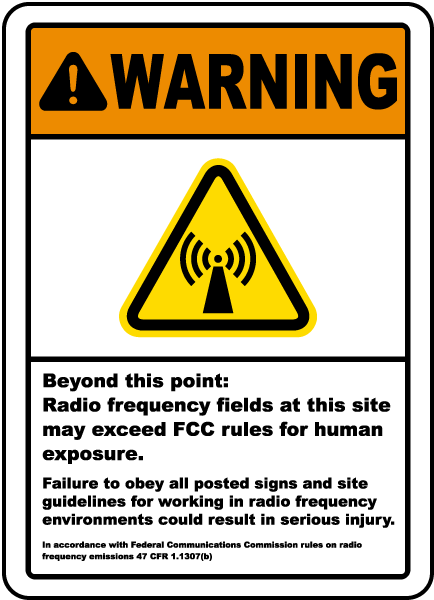 WARNING
Beyond this point:
Radio frequency fields at this site
may exceed FCC rules for human
exposure.
Failure to obey all posted signs and site
guidelines for working in radio frequency
environments could result in serious injury.
In accordance with Federal Communications Commission rules on radio
frequency emissions 47 CFR 1.1307(b)